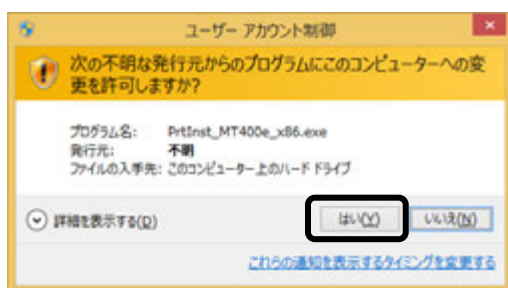 ユーザー アカウント制御
次の不明な発行元からのプログラムにこのコンピューターへの変
更を許可しますか?
プログラム名: PrtInst_MT400e_x86.exe
発行元: 不明
ファイルの入手先: このコンピューター上のハード ドライブ
詳細を表示する(D)
はい(Y)
いいえ(N)
これらの通知を表示するタイミングを変更する